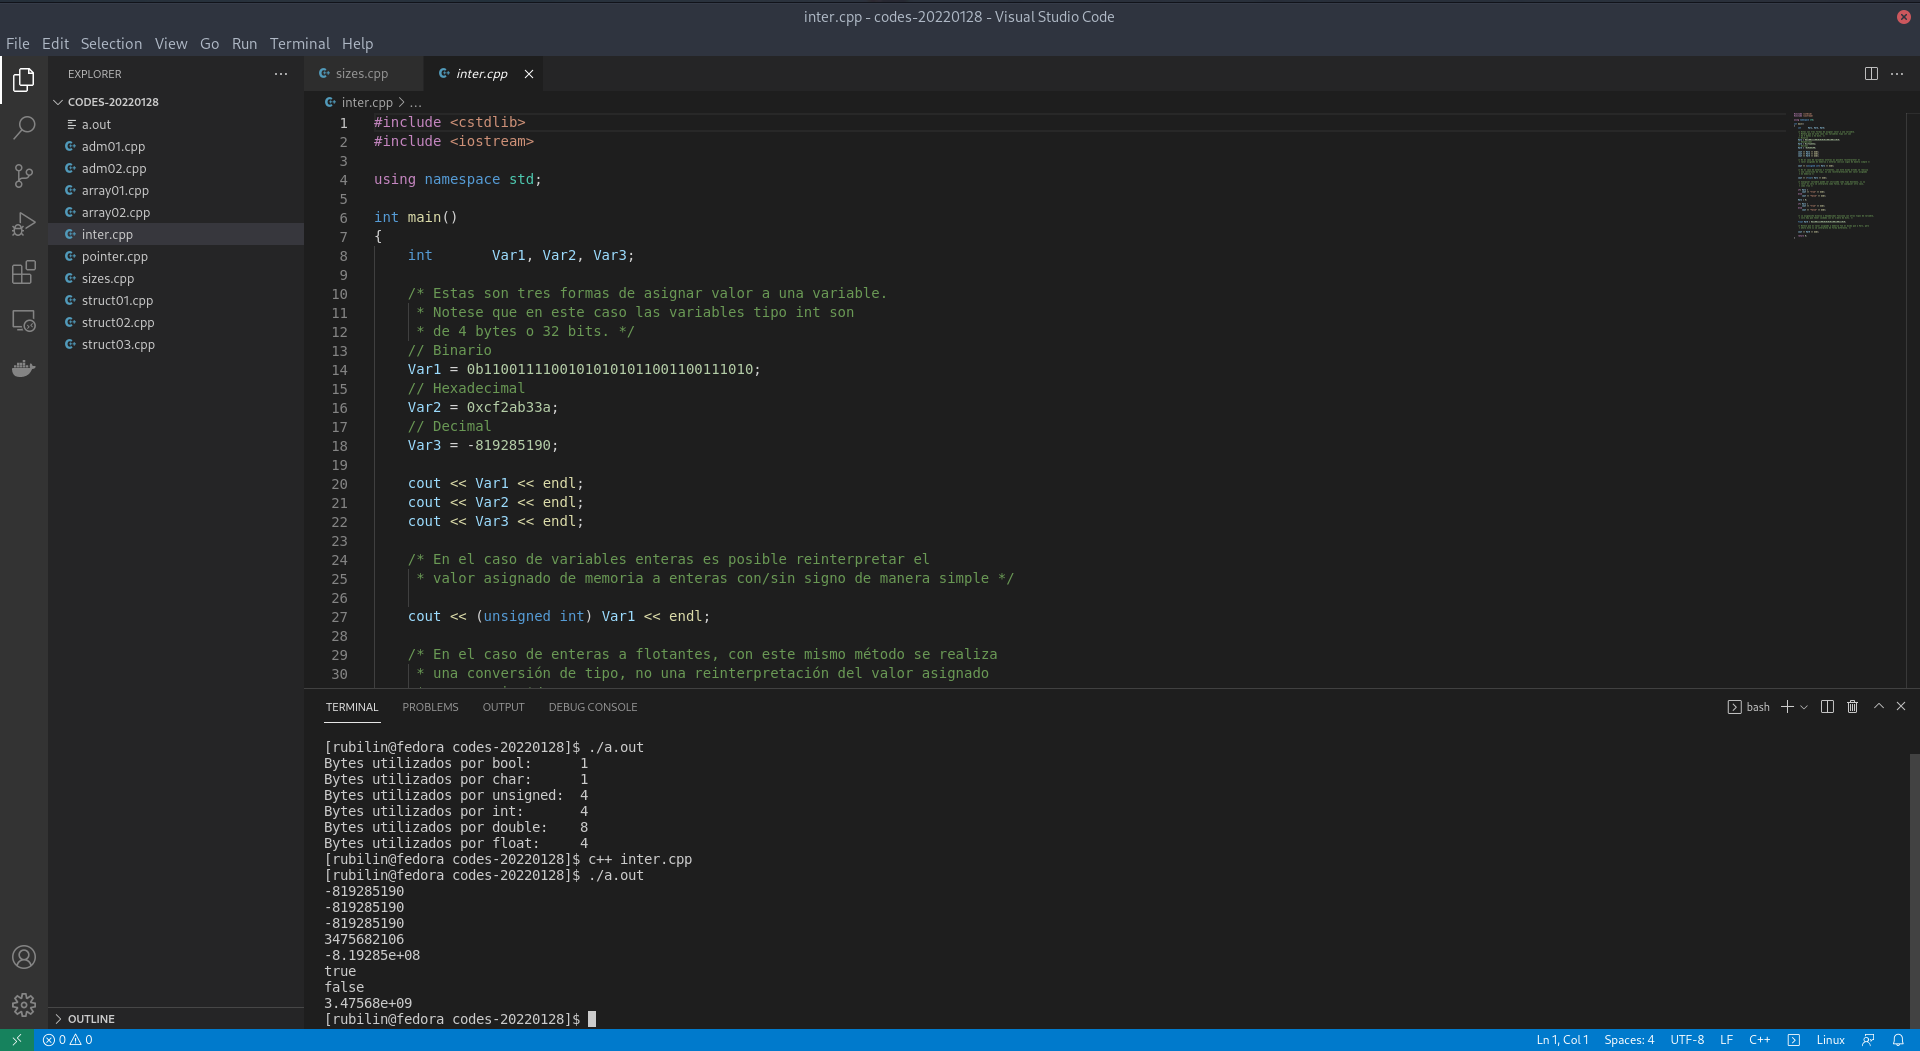 inter.cpp - codes-20220128 - Visual Studio Code
File Edit Selection View Go Run Terminal Help
EXPLORER
CODES-20220128
a.out
adm01.cpp
adm02.cpp
array01.cpp
array02.cpp
inter.cpp
pointer.cpp
sizes.cpp
struct01.cpp
struct02.cpp
struct03.cpp
OUTLINE
sizes.cpp inter.cpp
inter.cpp > ...
1 #include <cstdlib>
2 #include <iostream>
3
4 using namespace std;
5
6 int main()
7 {
8 int Var1, Var2, Var3;
9
10 /* Estas son tres formas de asignar valor a una variable.
11 * Notese que en este caso las variables tipo int son
12 * de 4 bytes o 32 bits. */
13 // Binario
14 Var1 = 0b11001111001010101011001100111010;
15 // Hexadecimal
16 Var2 = 0xcf2ab33a;
17 // Decimal
18 Var3 = -819285190;
19
20 cout << Var1 << endl;
21 cout << Var2 << endl;
22 cout << Var3 << endl;
23
24 /* En el caso de variables enteras es posible reinterpretar el
25 * valor asignado de memoria a enteras con/sin signo de manera simple */
26
27 cout << (unsigned int) Var1 << endl;
28
29 /* En el caso de enteras a flotantes, con este mismo método se realiza
30 * una conversión de tipo, no una reinterpretación del valor asignado
TERMINAL PROBLEMS OUTPUT DEBUG CONSOLE
bash
[rubilin@fedora codes-20220128]$ ./a.out
Bytes utilizados por bool: 1
Bytes utilizados por char: 1
Bytes utilizados por unsigned: 4
Bytes utilizados por int: 4
Bytes utilizados por double: 8
Bytes utilizados por float: 4
[rubilin@fedora codes-20220128]$ c++ inter.cpp
[rubilin@fedora codes-20220128]$ ./a.out
-819285190
-819285190
-819285190
3475682106
-8.19285e+08
true
false
3.47568e+09
[rubilin@fedora codes-20220128]$
0 0
Ln 1, Col 1 Spaces: 4 UTF-8 LF C++ Linux